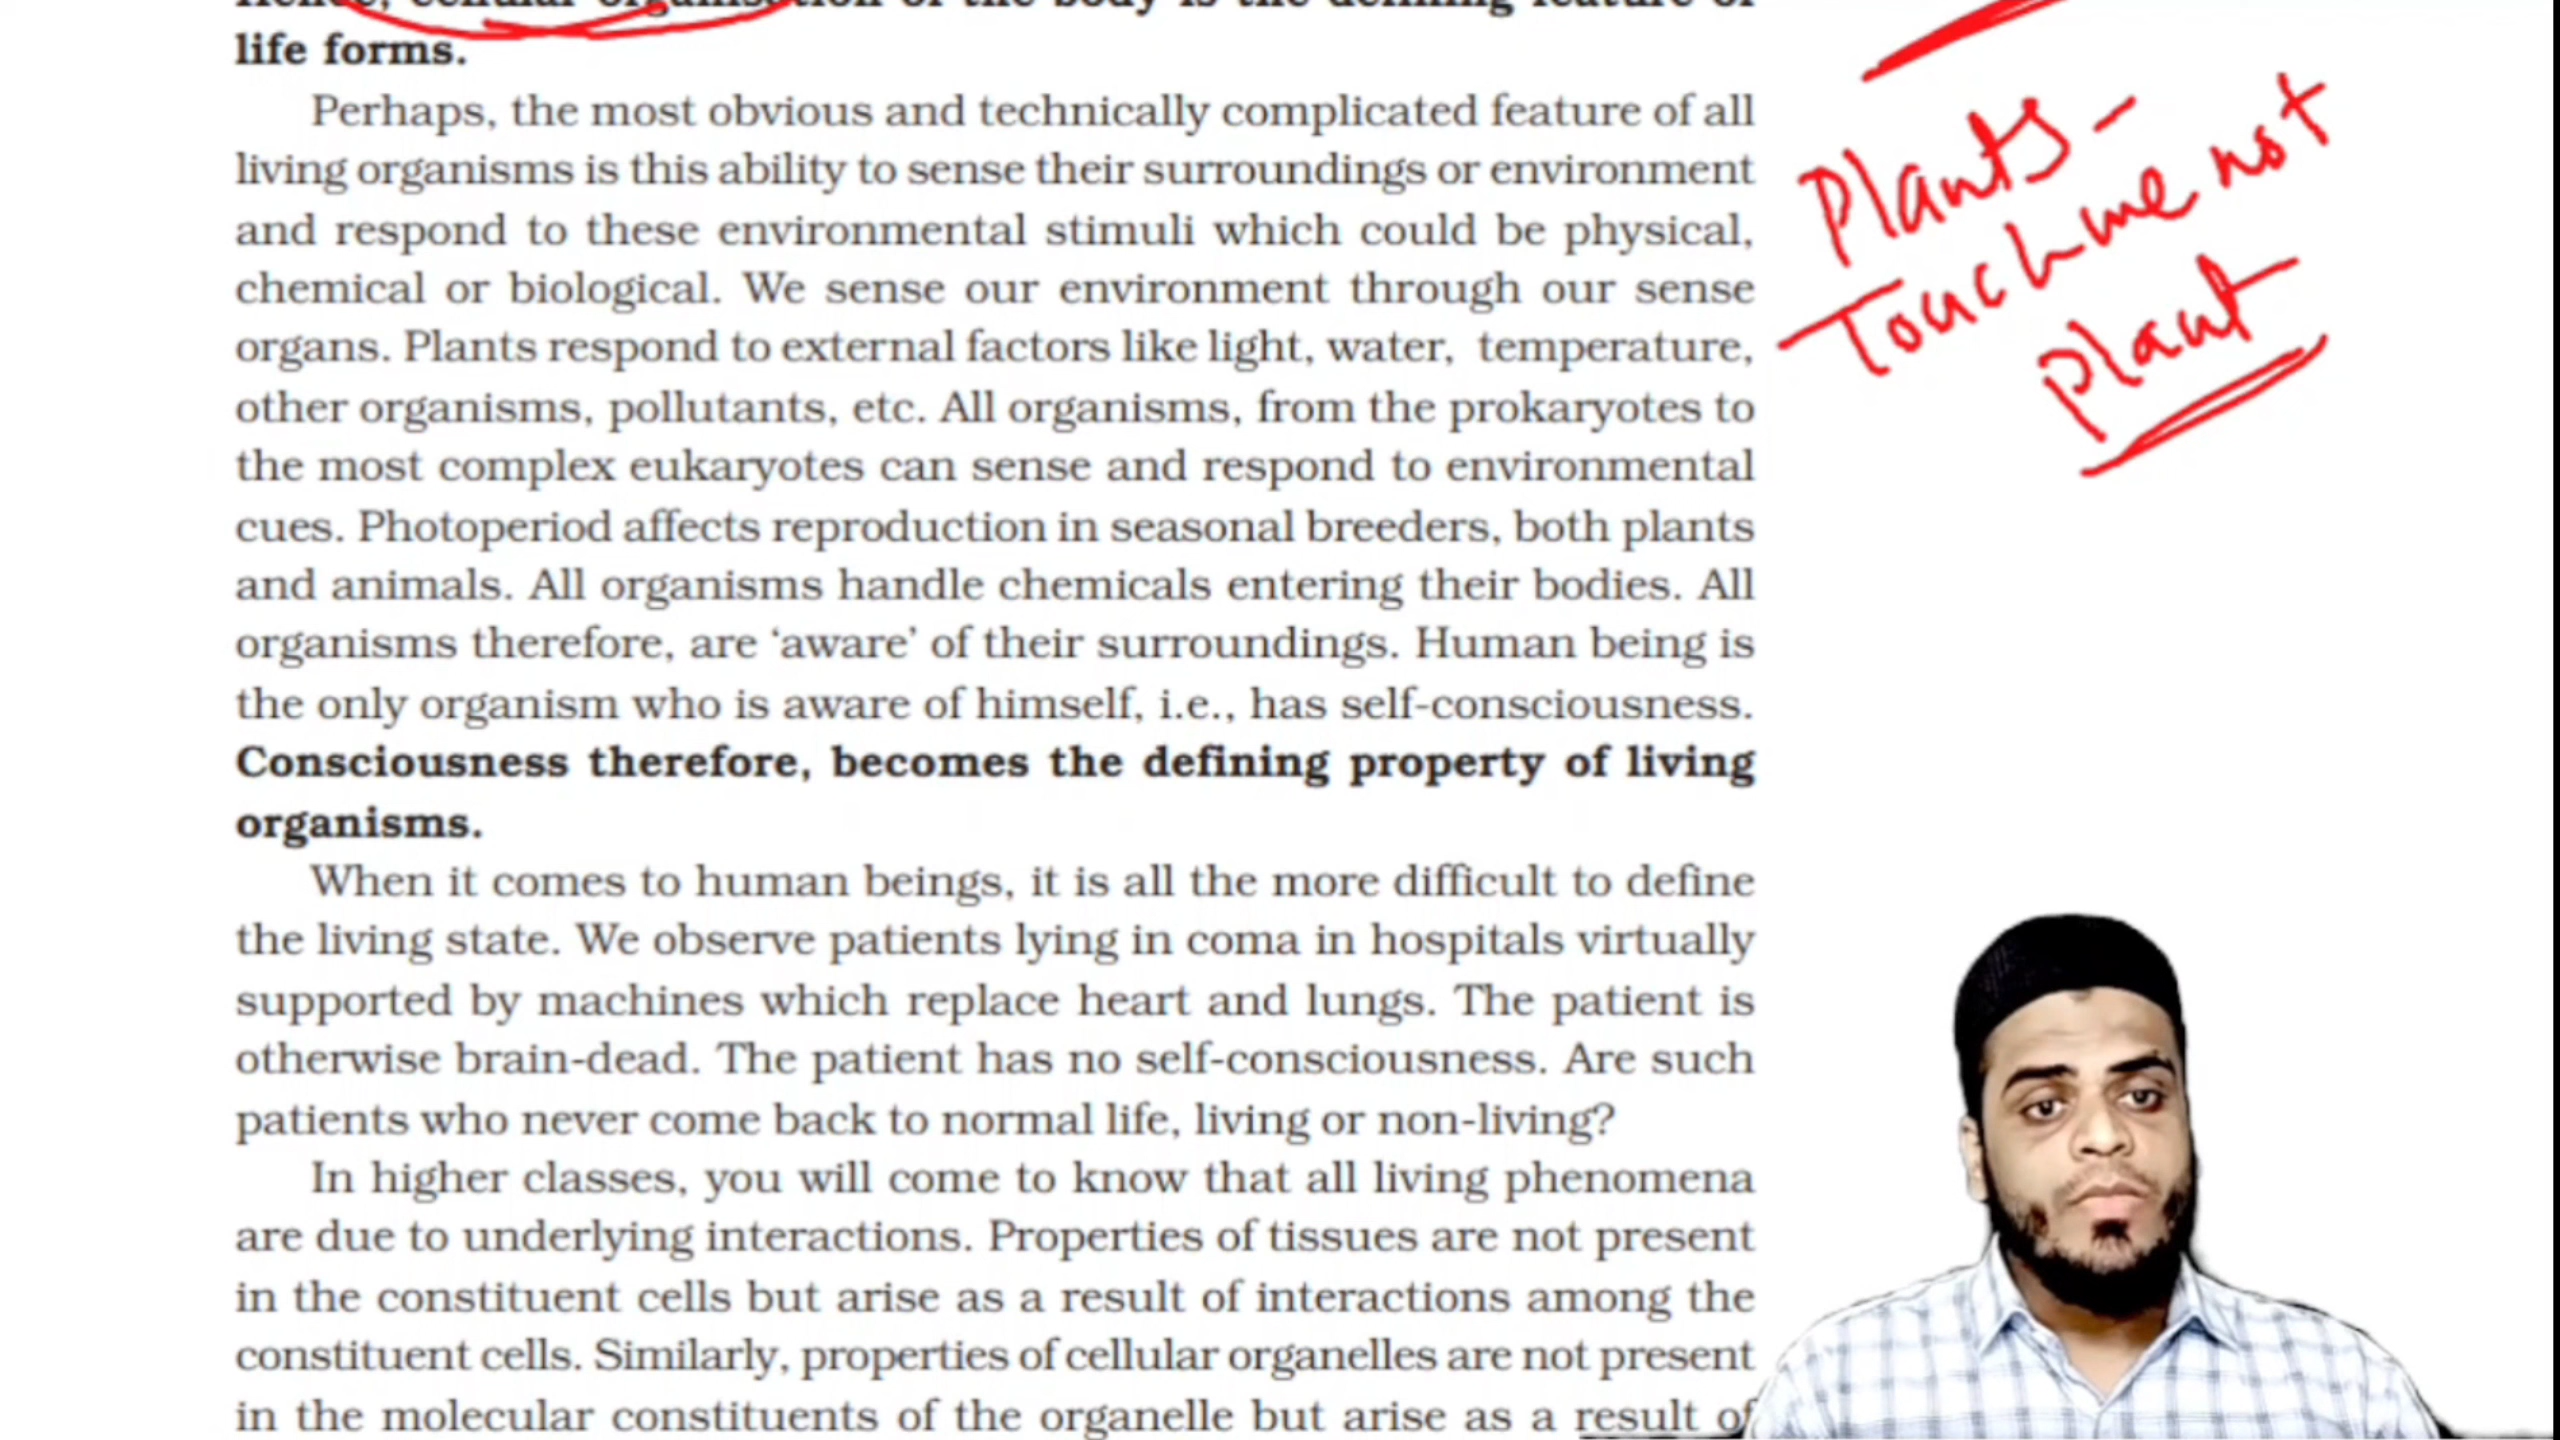 Hence, cellular organisation of the body is the defining feature of
life forms.
Perhaps, the most obvious and technically complicated feature of all
living organisms is this ability to sense their surroundings or environment
and respond to these environmental stimuli which could be physical,
chemical or biological. We sense our environment through our sense
organs. Plants respond to external factors like light, water, temperature,
other organisms, pollutants, etc. All organisms, from the prokaryotes to
the most complex eukaryotes can sense and respond to environmental
cues. Photoperiod affects reproduction in seasonal breeders, both plants
and animals. All organisms handle chemicals entering their bodies. All
organisms therefore, are ‘aware’ of their surroundings. Human being is
the only organism who is aware of himself, i.e., has self-consciousness.
Consciousness therefore, becomes the defining property of living
organisms.
When it comes to human beings, it is all the more difficult to define
the living state. We observe patients lying in coma in hospitals virtually
supported by machines which replace heart and lungs. The patient is
otherwise brain-dead. The patient has no self-consciousness. Are such
patients who never come back to normal life, living or non-living?
In higher classes, you will come to know that all living phenomena
are due to underlying interactions. Properties of tissues are not present
in the constituent cells but arise as a result of interactions among the
constituent cells. Similarly, properties of cellular organelles are not present
in the molecular constituents of the organelle but arise as a result of
Plants -
Touch me not
plant